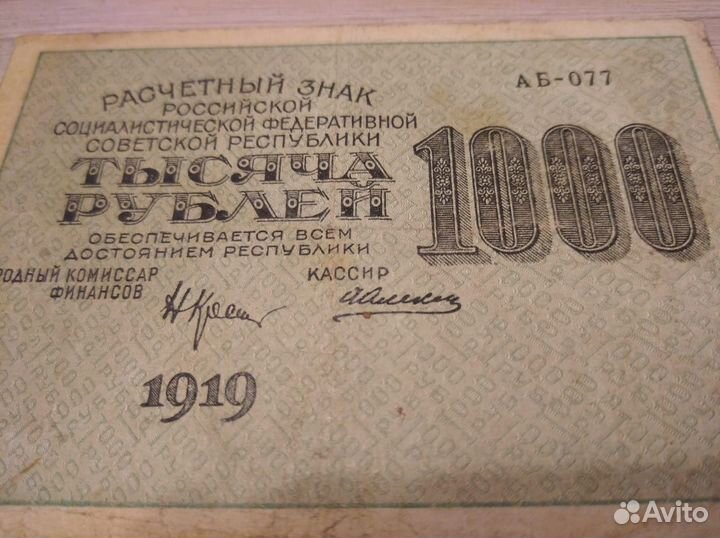 РАСЧЕТНЫЙ ЗНАК
РОССИЙСКОЙ
СОЦИАЛИСТИЧЕСКОЙ ФЕДЕРАТИВНОЙ
СОВЕТСКОЙ РЕСПУБЛИКИ
ТЫСЯЧА
РУБЛЕЙ
ОБЕСПЕЧИВАЕТСЯ ВСЕМ
ДОСТОЯНИЕМ РЕСПУБЛИКИ
РОДНЫЙ КОМИССАР
ФИНАНСОВ
КАССИР
1919
АБ-077
1000
Avito